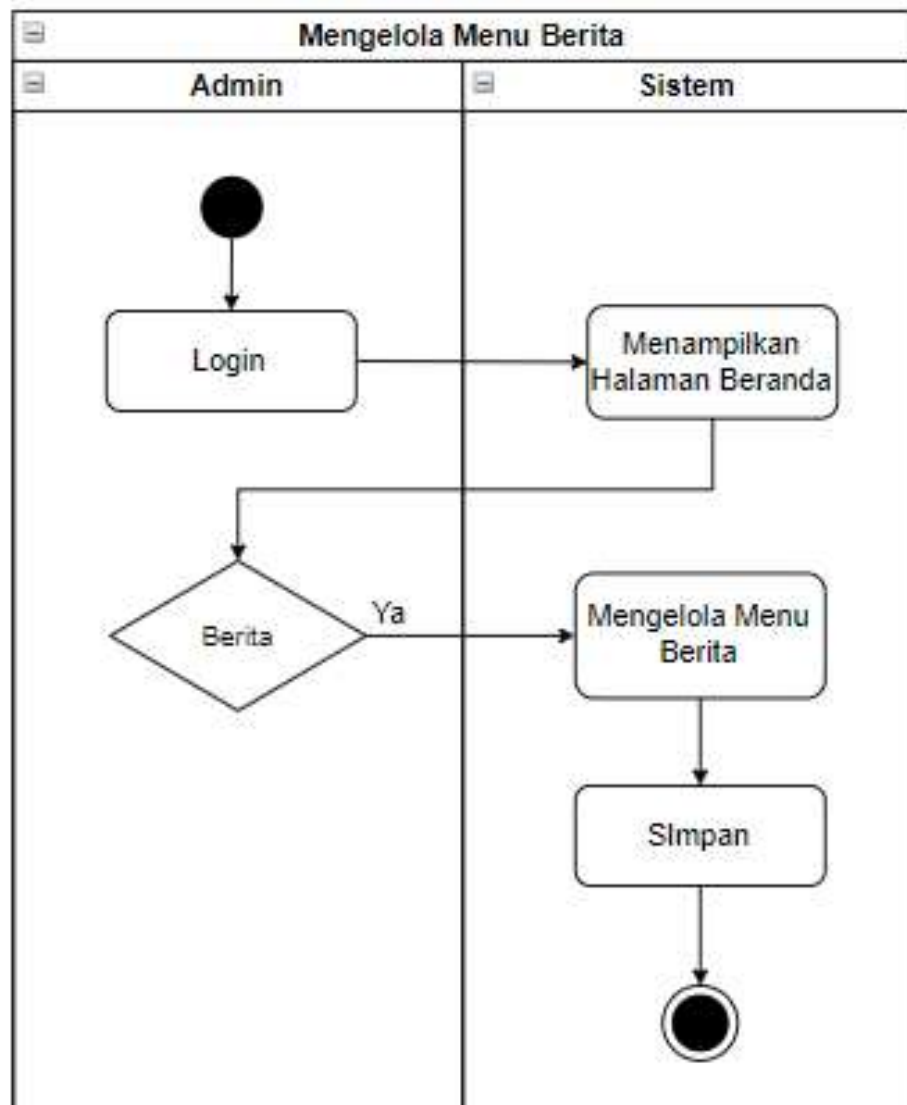 Mengelola Menu Berita
Admin
Sistem
Login
Menampilkan
Halaman Beranda
Berita
Ya
Mengelola Menu
Berita
SImpan